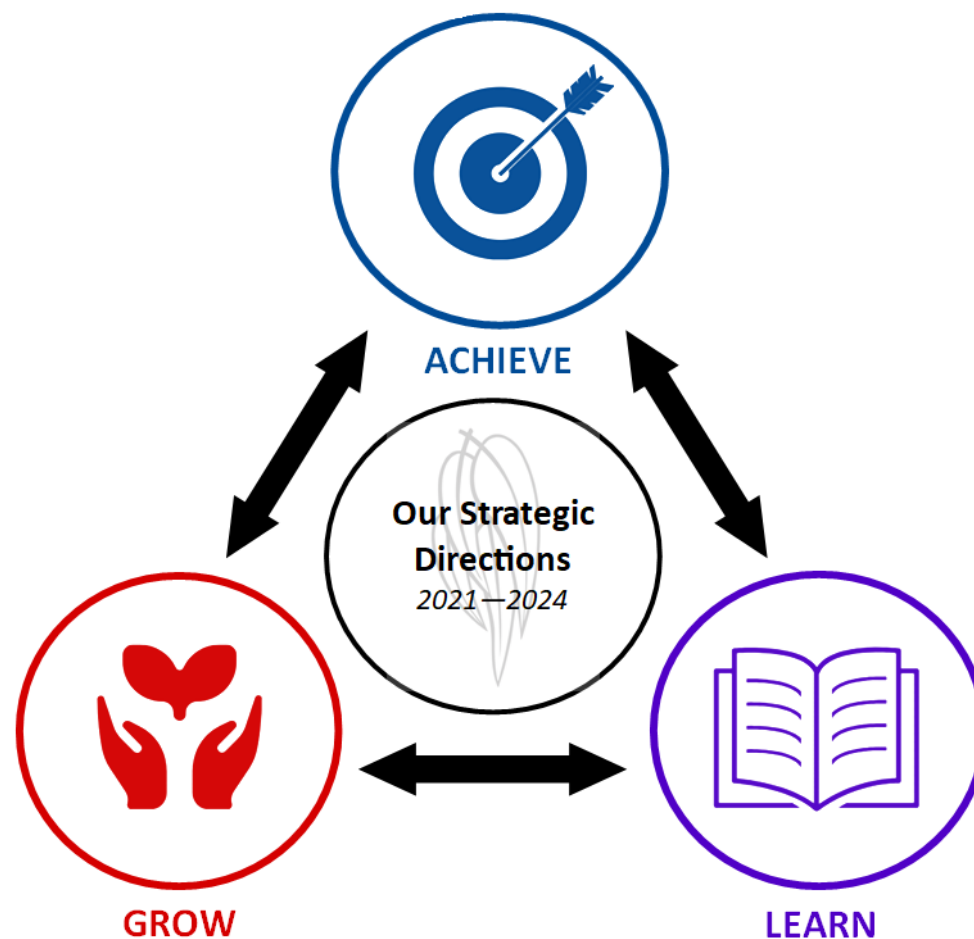 ACHIEVE
Our Strategic
Directions
2021—2024
GROW
LEARN